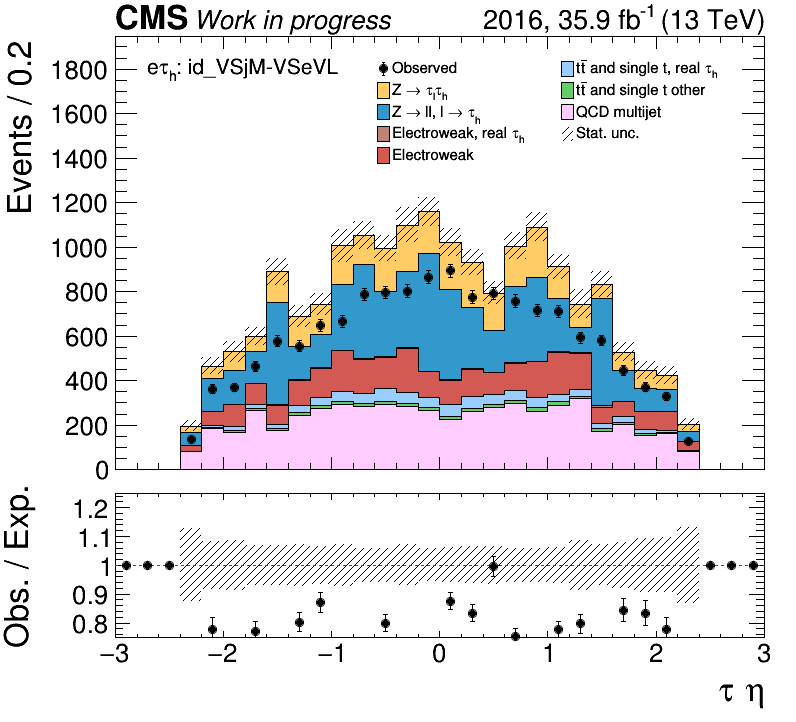 CMS Work in progress 2016, 35.9 fb⁻¹ (13 TeV)
Events / 0.2
eτₕ: id_VSjM-VSeVL
Observed
Z → τₗτₕ
Z → ll, l → τₕ
Electroweak, real τₕ
Electroweak
tt̄ and single t, real τₕ
tt̄ and single t other
QCD multijet
Stat. unc.
1800
1600
1400
1200
1000
800
600
400
200
0
Obs. / Exp.
1.2
1.1
1
0.9
0.8
−3 −2 −1 0 1 2 3
τ η